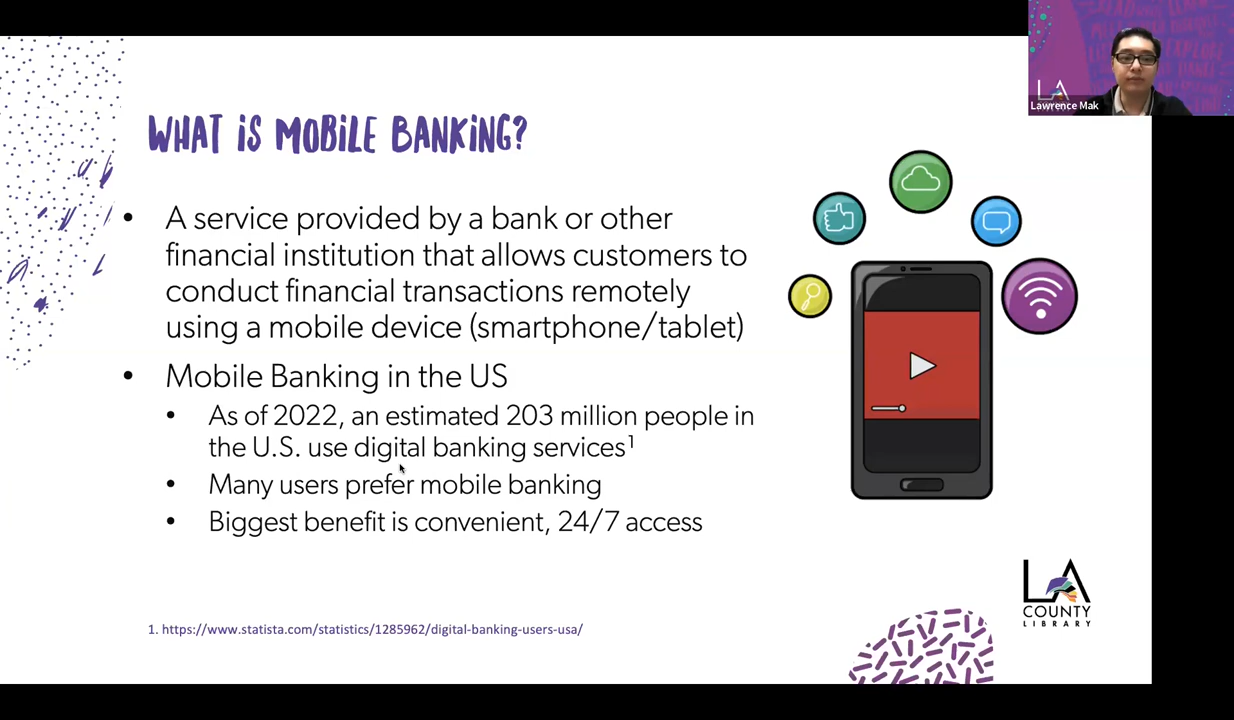 LA
Lawrence Mak
WHAT iS MOBiLE BANKiNG?
• A service provided by a bank or other
financial institution that allows customers to
conduct financial transactions remotely
using a mobile device (smartphone/tablet)
• Mobile Banking in the US
• As of 2022, an estimated 203 million people in
the U.S. use digital banking services¹
• Many users prefer mobile banking
• Biggest benefit is convenient, 24/7 access
LA
COUNTY
LIBRARY
1. https://www.statista.com/statistics/1285962/digital-banking-users-usa/